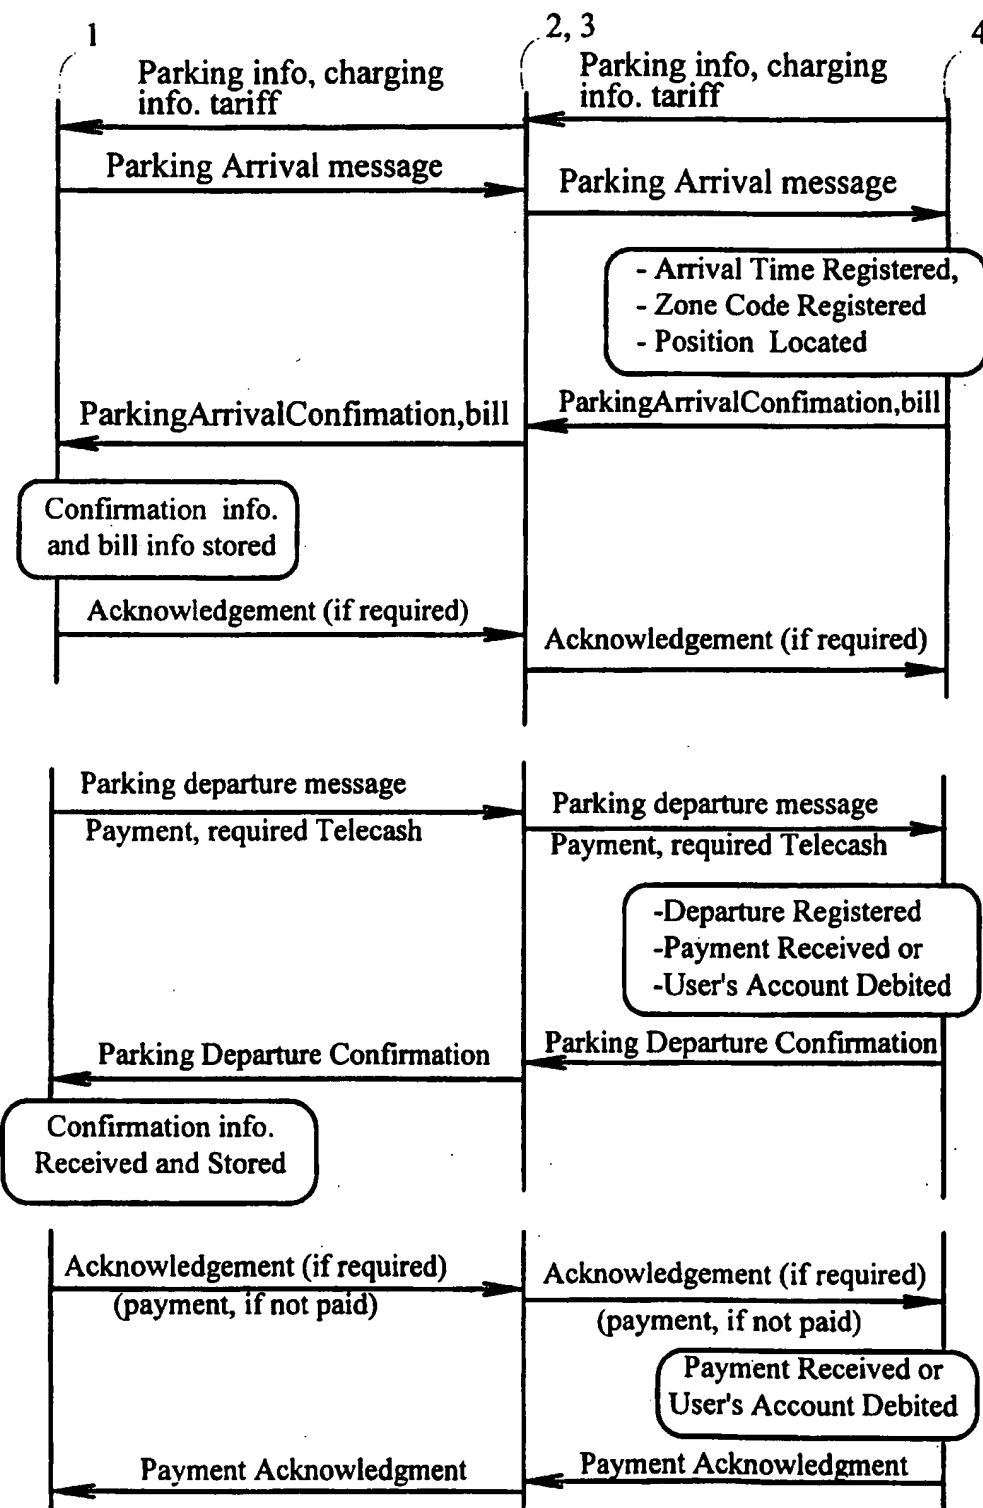 1
2, 3
4
Parking info, charging
info. tariff
Parking info, charging
info. tariff
Parking Arrival message
Parking Arrival message
- Arrival Time Registered,
- Zone Code Registered
- Position Located
ParkingArrivalConfimation,bill
ParkingArrivalConfimation,bill
Confirmation info.
and bill info stored
Acknowledgement (if required)
Acknowledgement (if required)
Parking departure message
Payment, required Telecash
Parking departure message
Payment, required Telecash
-Departure Registered
-Payment Received or
-User's Account Debited
Parking Departure Confirmation
Parking Departure Confirmation
Confirmation info.
Received and Stored
Acknowledgement (if required)
(payment, if not paid)
Acknowledgement (if required)
(payment, if not paid)
Payment Received or
User's Account Debited
Payment Acknowledgment
Payment Acknowledgment